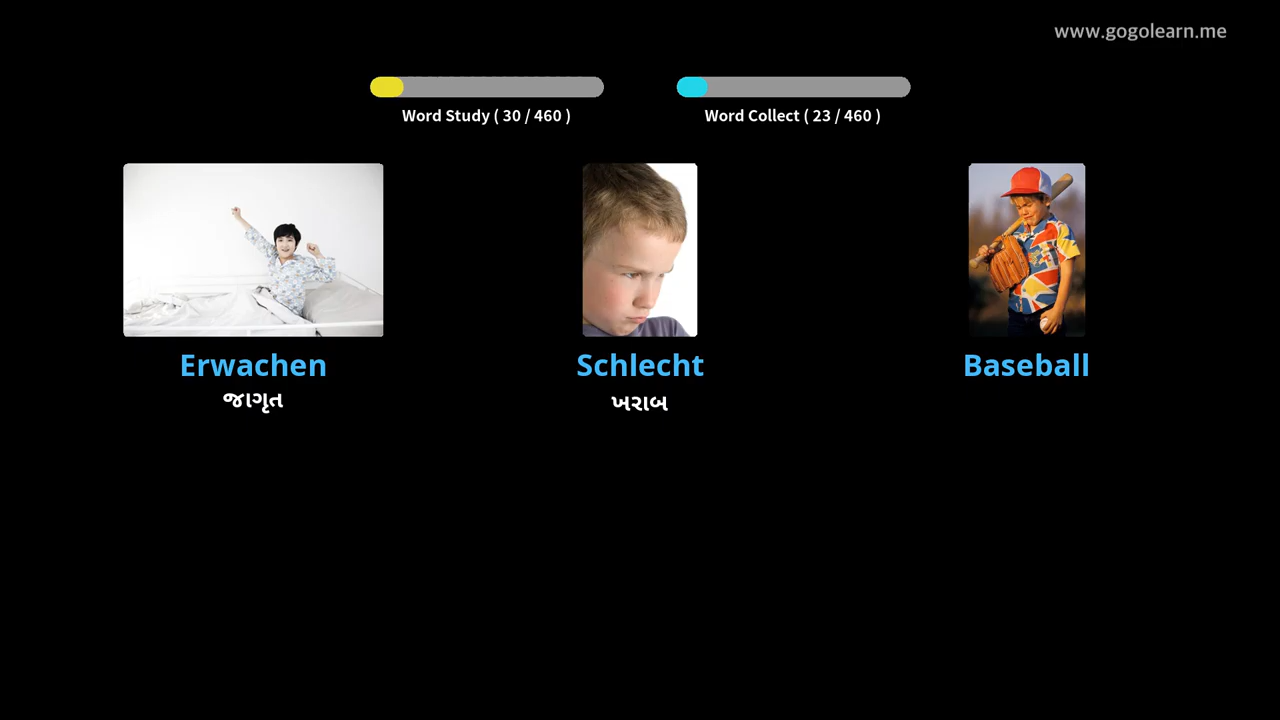 www.gogolearn.me
Word Study ( 30 / 460 )
Word Collect ( 23 / 460 )
Erwachen
જાગૃત
Schlecht
ખરાબ
Baseball